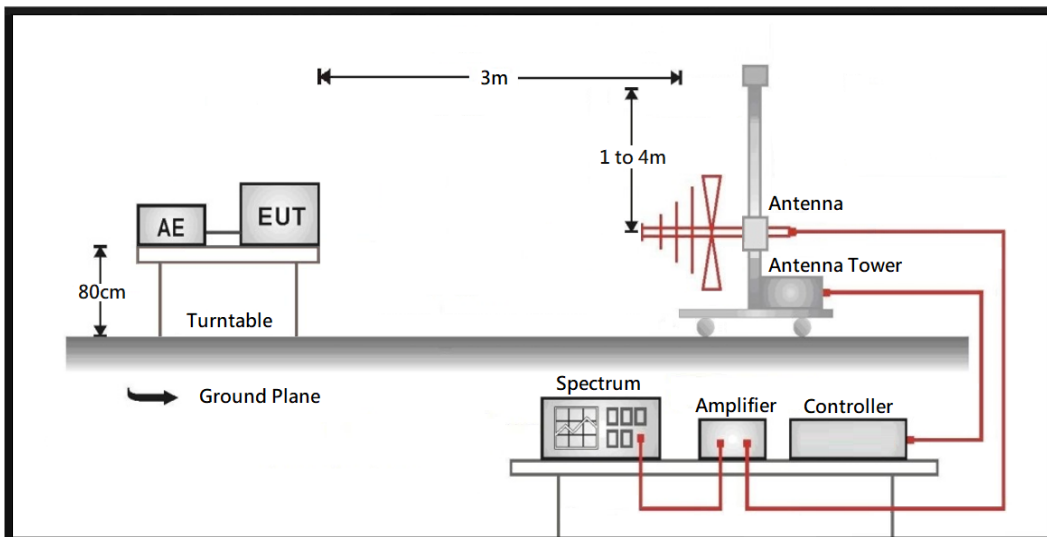 3m
1 to 4m
Antenna
AE
EUT
Antenna Tower
80cm
Turntable
Ground Plane
Spectrum
Amplifier
Controller